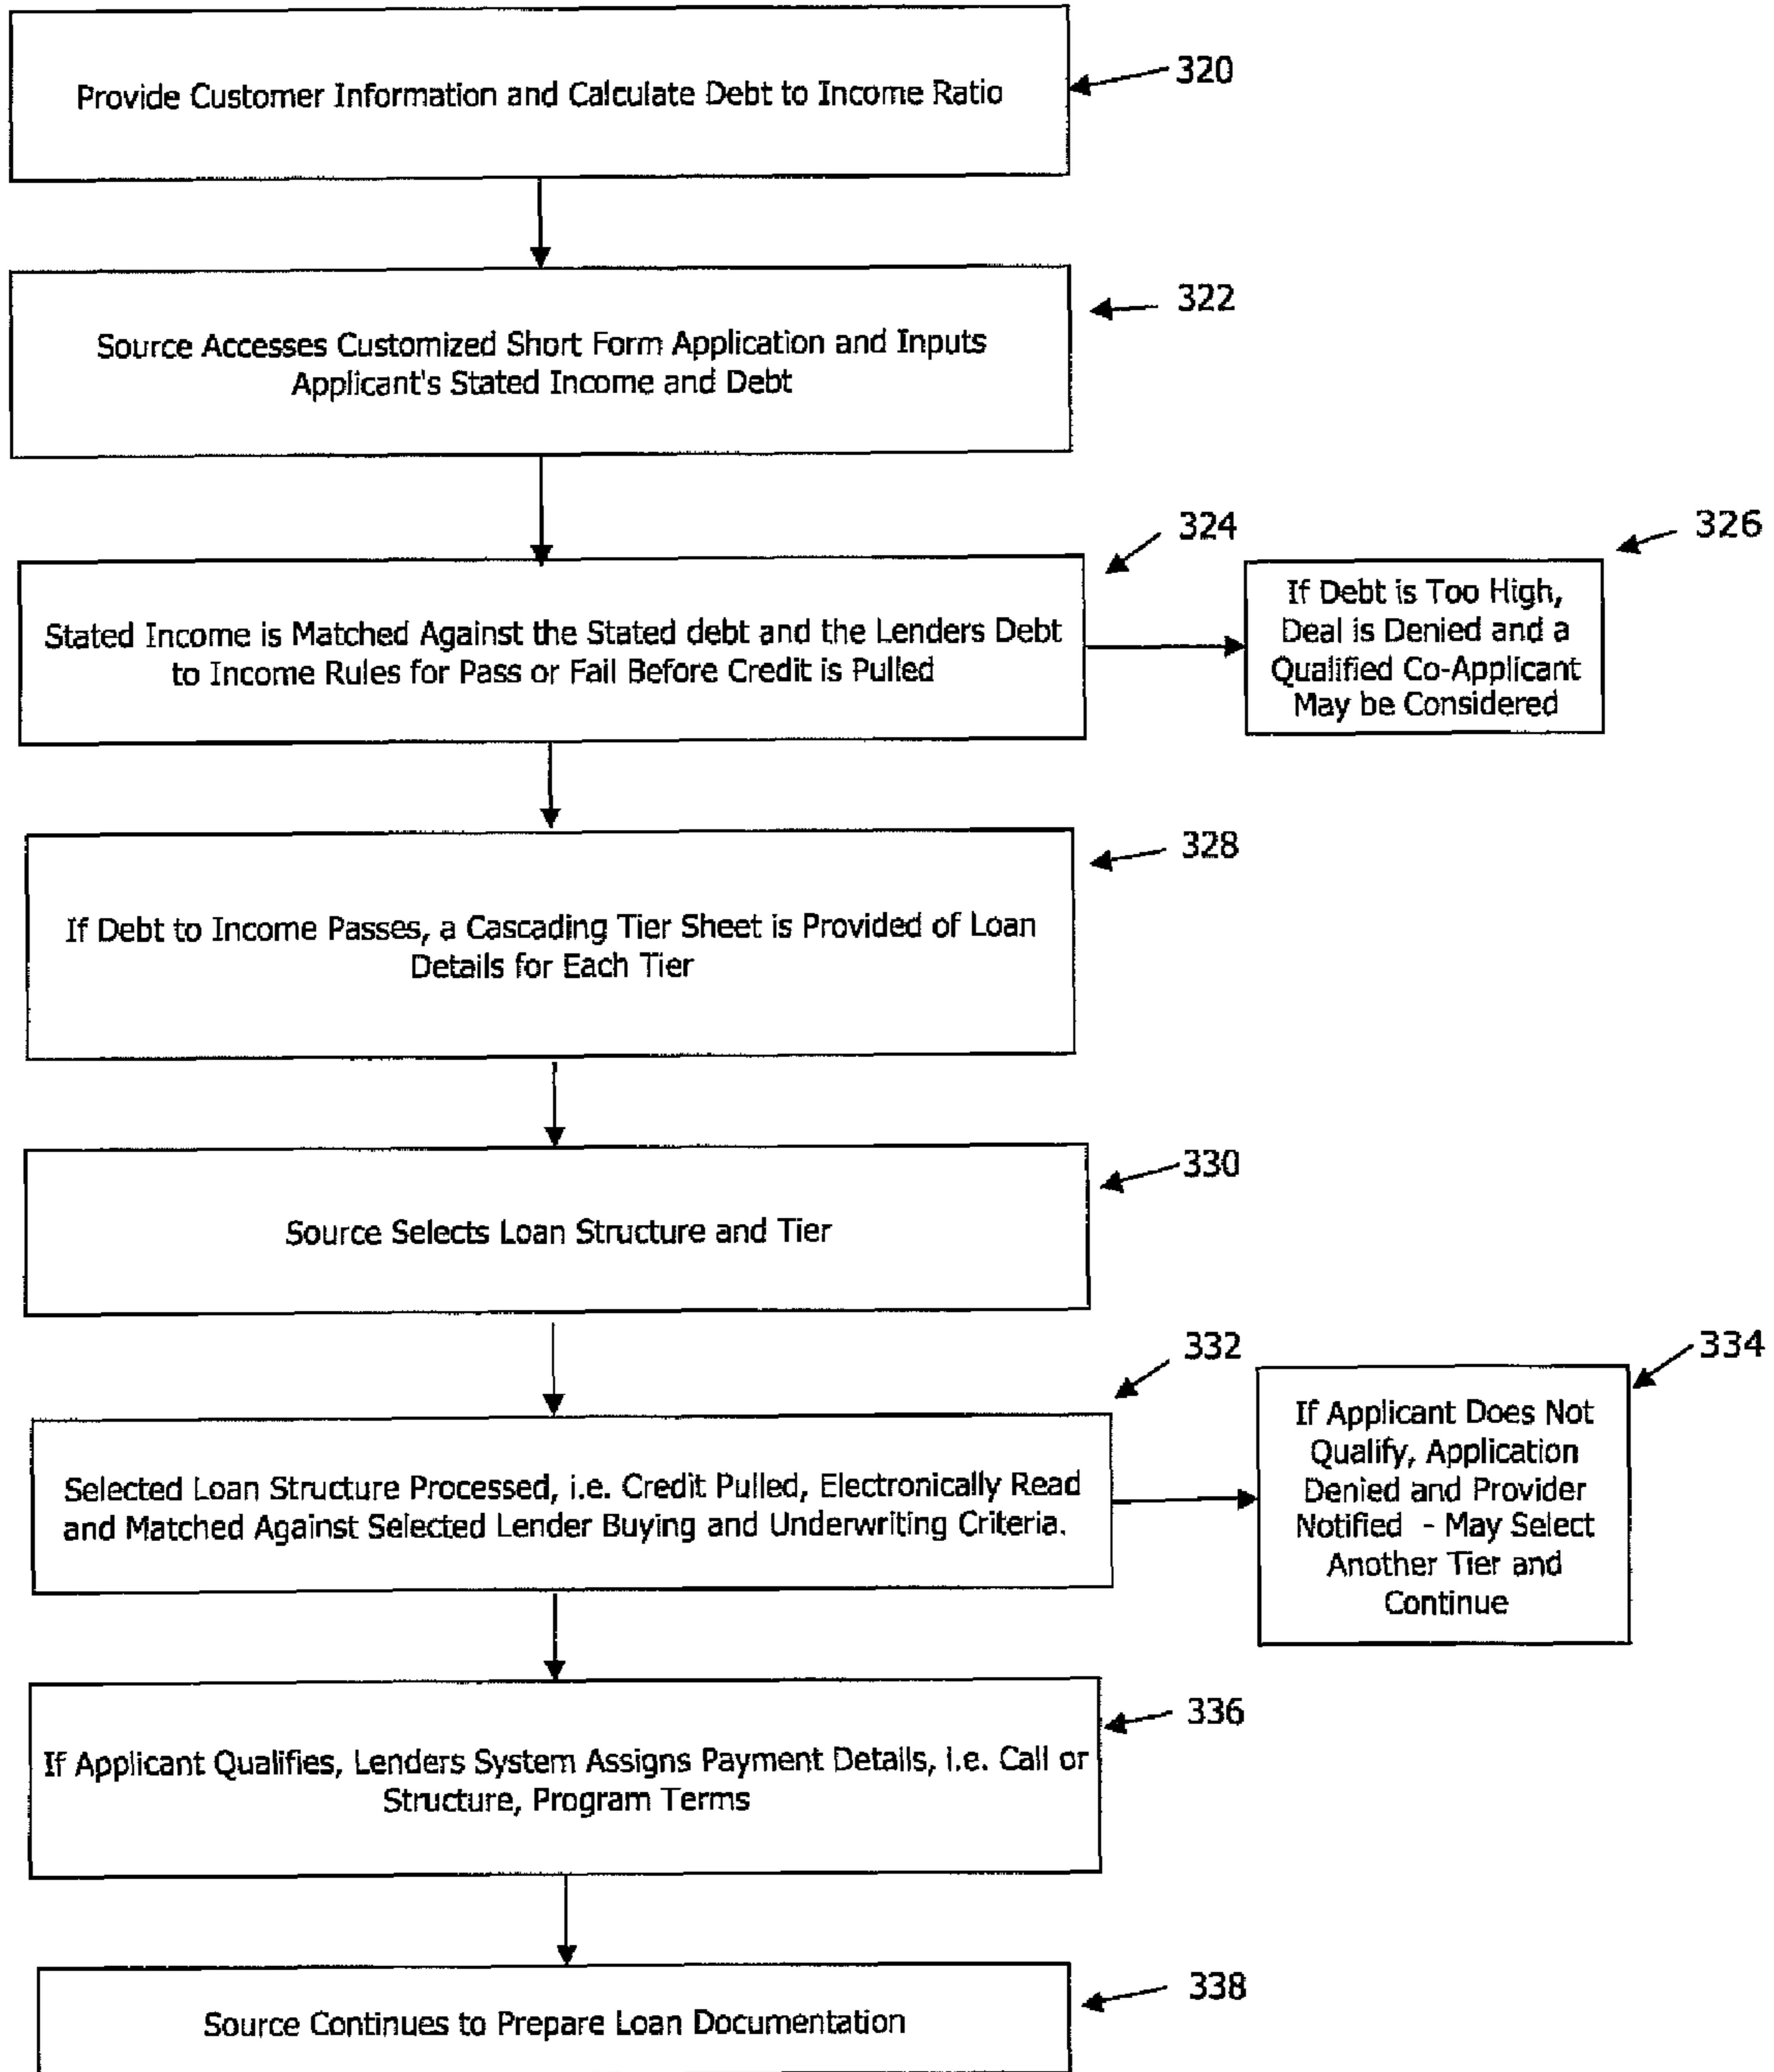 Provide Customer Information and Calculate Debt to Income Ratio
320
Source Accesses Customized Short Form Application and Inputs
Applicant's Stated Income and Debt
322
Stated Income is Matched Against the Stated debt and the Lenders Debt
to Income Rules for Pass or Fail Before Credit is Pulled
324
If Debt is Too High,
Deal is Denied and a
Qualified Co-Applicant
May be Considered
326
If Debt to Income Passes, a Cascading Tier Sheet is Provided of Loan
Details for Each Tier
328
Source Selects Loan Structure and Tier
330
Selected Loan Structure Processed, i.e. Credit Pulled, Electronically Read
and Matched Against Selected Lender Buying and Underwriting Criteria.
332
If Applicant Does Not
Qualify, Application
Denied and Provider
Notified - May Select
Another Tier and
Continue
334
If Applicant Qualifies, Lenders System Assigns Payment Details, i.e. Call or
Structure, Program Terms
336
Source Continues to Prepare Loan Documentation
338